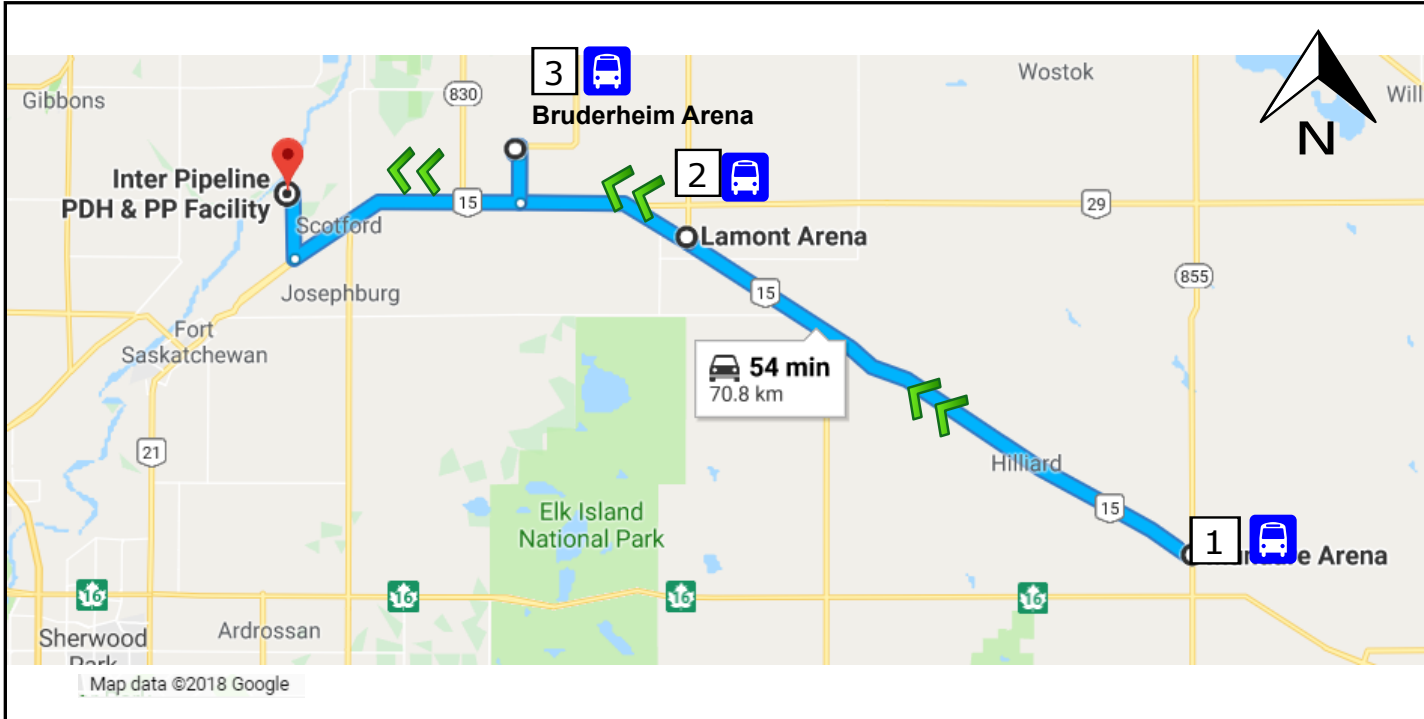 3
Gibbons
830
Wostok
Will
Bruderheim Arena
N
2
Inter Pipeline
PDH & PP Facility
15
29
Scotford
Lamont Arena
855
Josephburg
15
Fort
Saskatchewan
54 min
70.8 km
21
Hilliard
15
Elk Island
National Park
1
Arena
16
16
16
16
Ardrossan
Sherwood
Park
Map data ©2018 Google